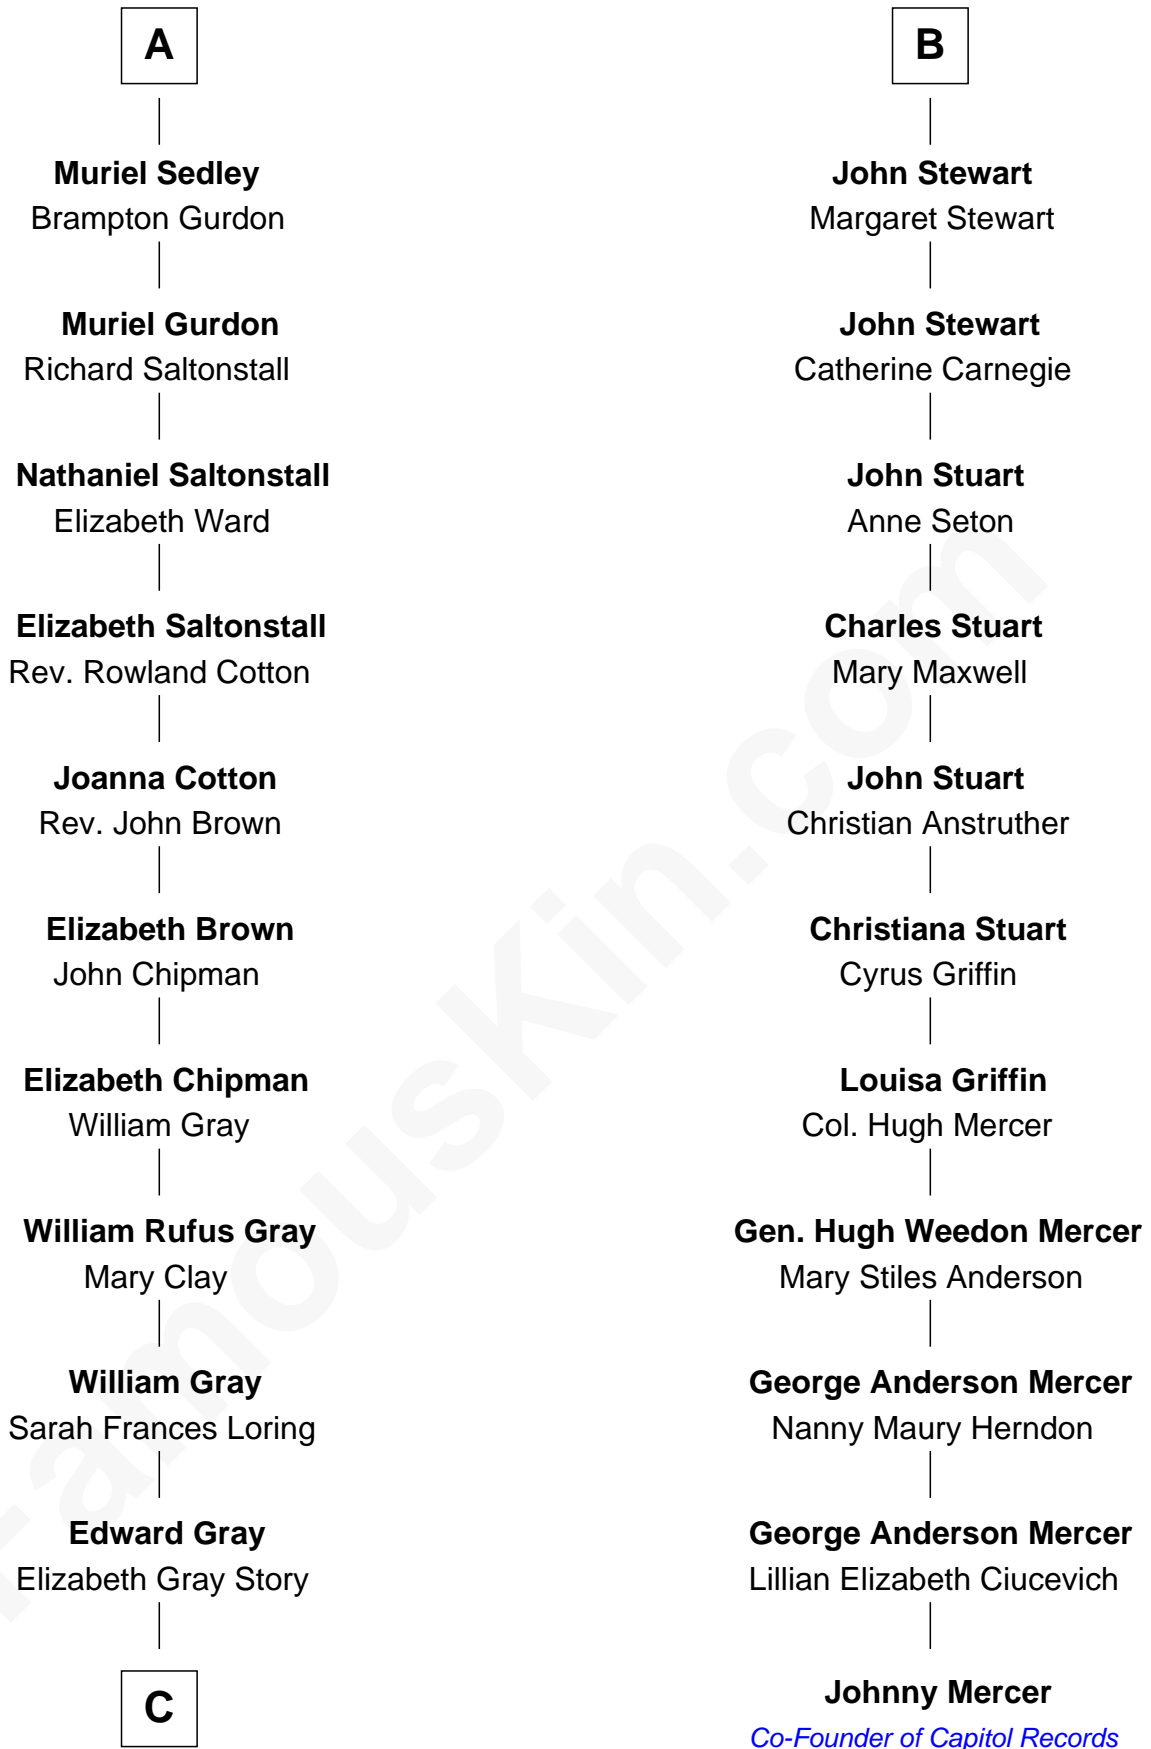 A
Muriel Sedley
Brampton Gurdon
Muriel Gurdon
Richard Saltonstall
Nathaniel Saltonstall
Elizabeth Ward
Elizabeth Saltonstall
Rev. Rowland Cotton
Joanna Cotton
Rev. John Brown
Elizabeth Brown
John Chipman
Elizabeth Chipman
William Gray
William Rufus Gray
Mary Clay
William Gray
Sarah Frances Loring
Edward Gray
Elizabeth Gray Story
C
B
John Stewart
Margaret Stewart
John Stewart
Catherine Carnegie
John Stuart
Anne Seton
Charles Stuart
Mary Maxwell
John Stuart
Christian Anstruther
Christiana Stuart
Cyrus Griffin
Louisa Griffin
Col. Hugh Mercer
Gen. Hugh Weedon Mercer
Mary Stiles Anderson
George Anderson Mercer
Nanny Maury Herndon
George Anderson Mercer
Lillian Elizabeth Ciucevich
Johnny Mercer
Co-Founder of Capitol Records
FamousKin.com